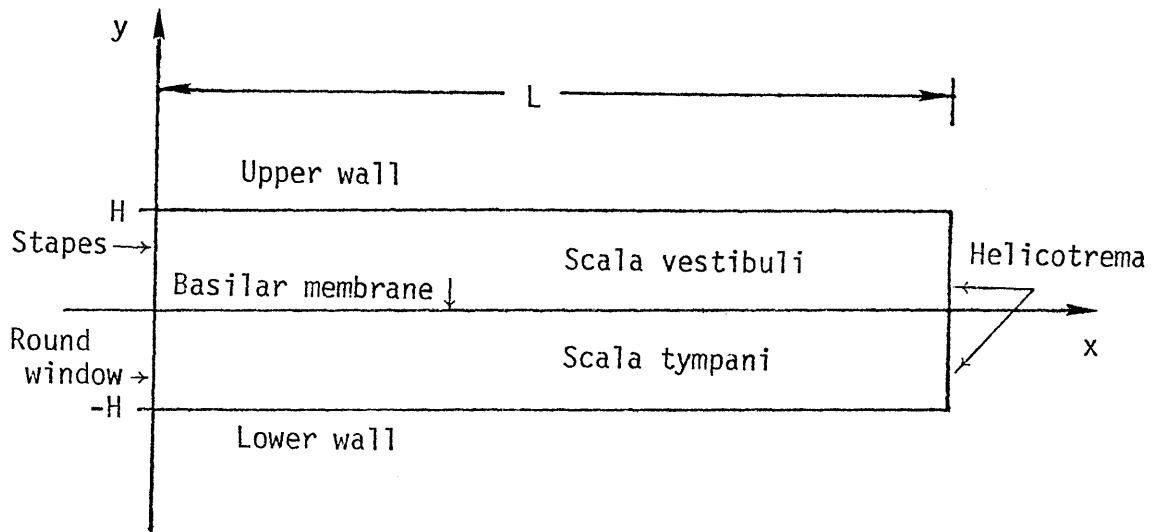 y
L
Upper wall
H
Stapes
Scala vestibuli
Helicotrema
Basilar membrane
x
Round
window
Scala tympani
-H
Lower wall